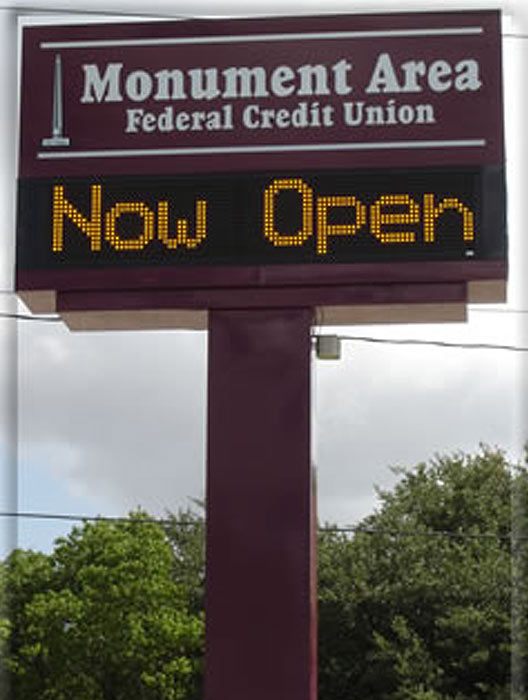 Monument Area
Federal Credit Union
Now Open